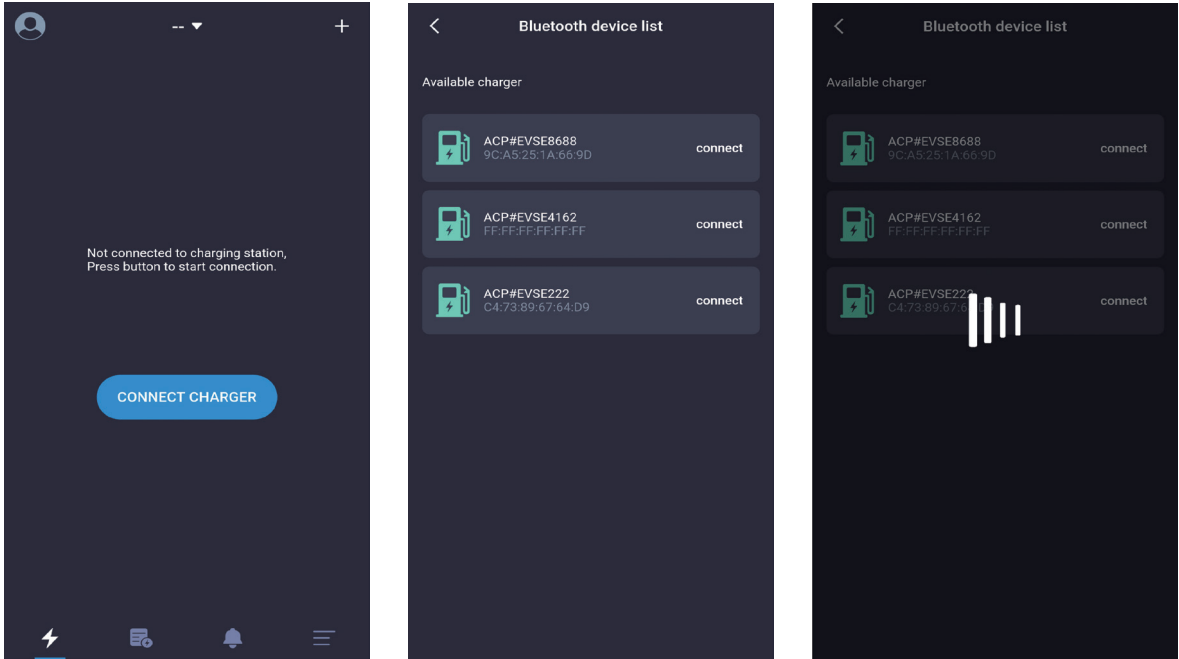 -- ▼ +
Not connected to charging station,
Press button to start connection.
CONNECT CHARGER
Bluetooth device list
Available charger
ACP#EVSE8688
9C:A5:25:1A:66:9D
connect
ACP#EVSE4162
FF:FF:FF:FF:FF:FF
connect
ACP#EVSE222
C4:73:89:67:64:D9
connect
Bluetooth device list
Available charger
ACP#EVSE8688
9C:A5:25:1A:66:9D
connect
ACP#EVSE4162
FF:FF:FF:FF:FF:FF
connect
ACP#EVSE222
connect